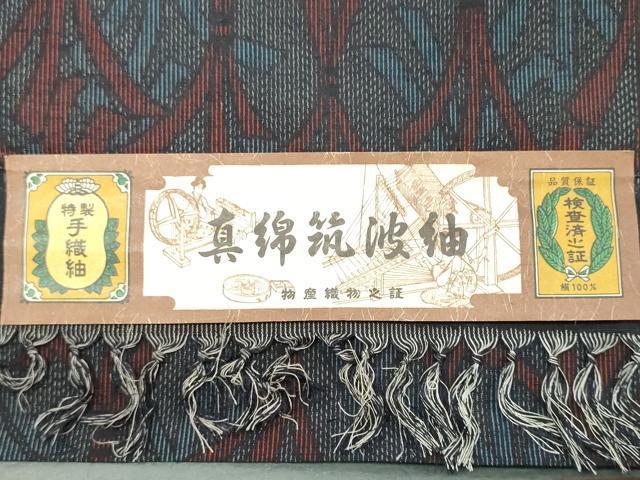 特製
手織紬
真綿筑波紬
物産織物之証
品質保証
検査済之証
絹100%